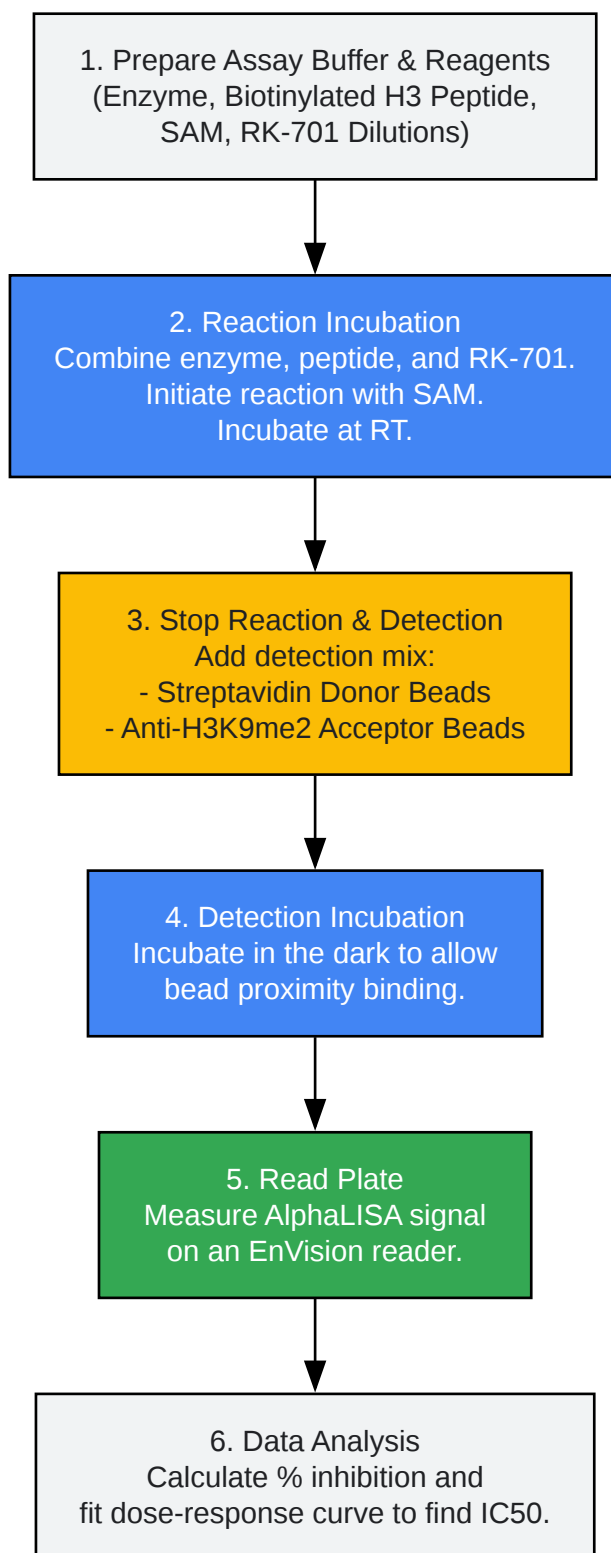 1. Prepare Assay Buffer & Reagents
(Enzyme, Biotinylated H3 Peptide,
SAM, RK-701 Dilutions)
2. Reaction Incubation
Combine enzyme, peptide, and RK-701.
Initiate reaction with SAM.
Incubate at RT.
3. Stop Reaction & Detection
Add detection mix:
- Streptavidin Donor Beads
- Anti-H3K9me2 Acceptor Beads
4. Detection Incubation
Incubate in the dark to allow
bead proximity binding.
5. Read Plate
Measure AlphaLISA signal
on an EnVision reader.
6. Data Analysis
Calculate % inhibition and
fit dose-response curve to find IC50.